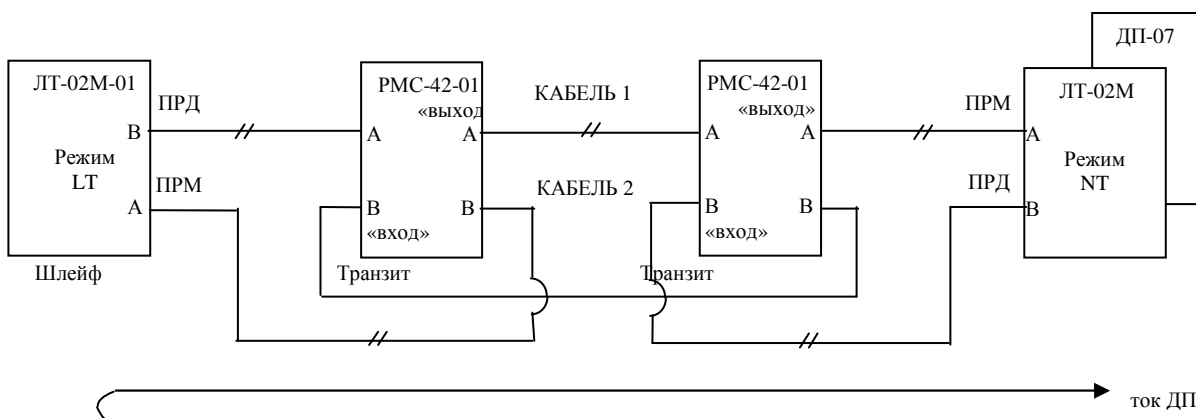 ЛТ-02М-01
В
Режим
LT
А
Шлейф
ПРД
ПРМ
РМС-42-01
«выход
А
А
В
В
«вход»
Транзит
КАБЕЛЬ 1
КАБЕЛЬ 2
РМС-42-01
«выход»
А
А
В
В
«вход»
Транзит
ПРМ
ПРД
ДП-07
ЛТ-02М
А
Режим
NT
В
ток ДП